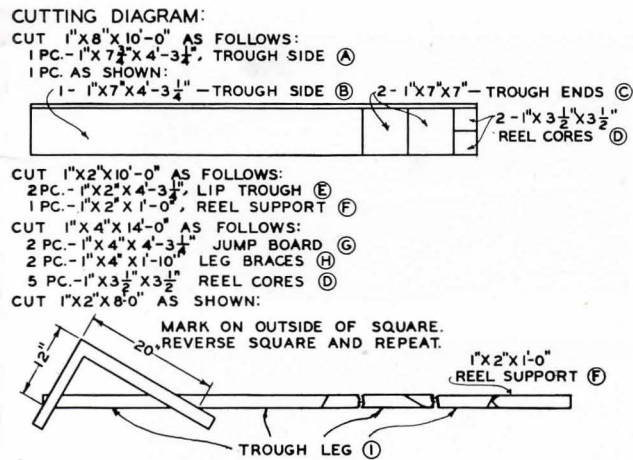 CUTTING DIAGRAM:
CUT 1"X8"X10'-0" AS FOLLOWS:
1 PC.-1"X7¾"X4'-3¼", TROUGH SIDE Ⓐ
1 PC. AS SHOWN:
1- 1"X7"X4'-3¼"—TROUGH SIDE Ⓑ
2-1"X7"X7"—TROUGH ENDS Ⓒ
2-1"X3½"X3½"
REEL CORES Ⓓ
CUT 1"X2"X10'-0" AS FOLLOWS:
2 PC.-1"X2"X4'-3¼", LIP TROUGH Ⓔ
1 PC.-1"X2"X1'-0", REEL SUPPORT Ⓕ
CUT 1"X4"X14'-0" AS FOLLOWS:
2 PC.-1"X4"X4'-3¼" JUMP BOARD Ⓖ
2 PC.-1"X4"X1'-10" LEG BRACES Ⓗ
5 PC.-1"X3½"X3½" REEL CORES Ⓓ
CUT 1"X2"X8'-0" AS SHOWN:
MARK ON OUTSIDE OF SQUARE.
REVERSE SQUARE AND REPEAT.
12"
20"
1"X2"X1'-0"
REEL SUPPORT Ⓕ
TROUGH LEG Ⓘ